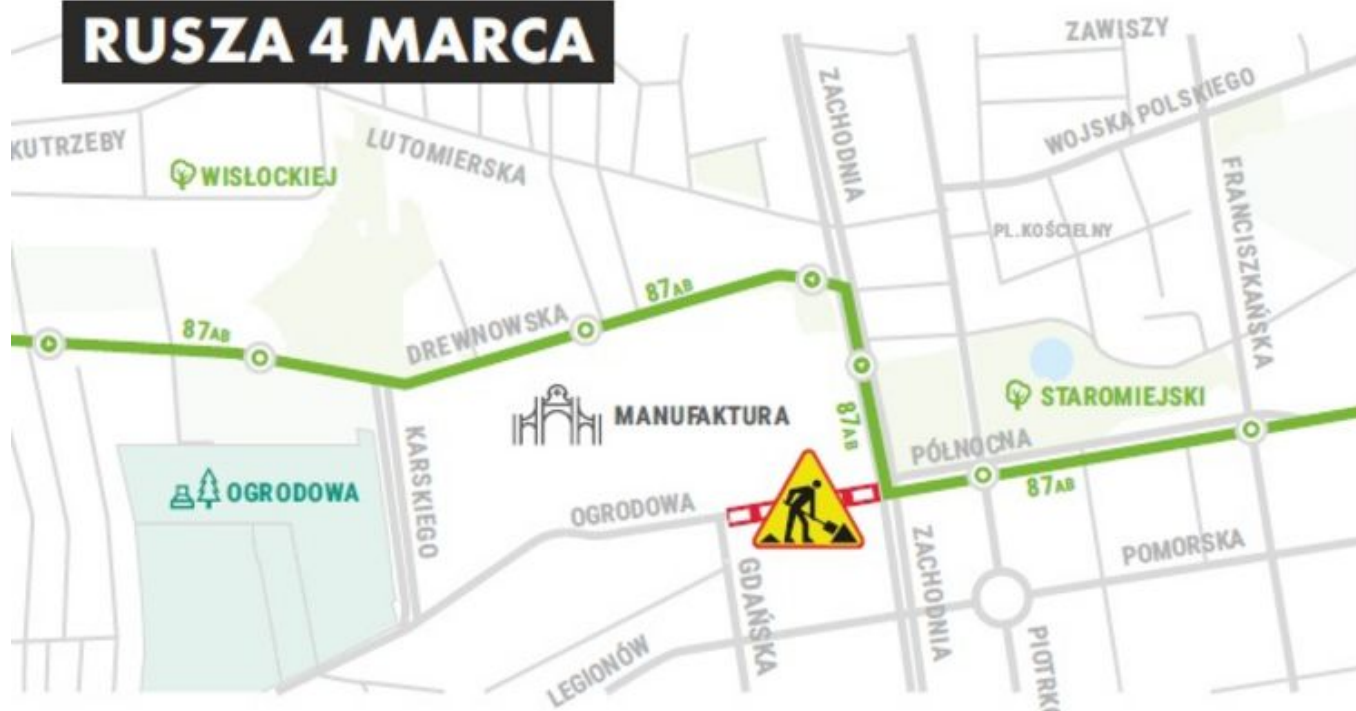 RUSZA 4 MARCA
ZAWISZY
ZACHODNIA
WOJSKA POLSKIEGO
KUTRZEBY
LUTOMIERSKA
WISŁOCKIEJ
FRANCISZKAŃSKA
PL. KOŚCIELNY
87AB
87AB
DREWNOWSKA
STAROMIEJSKI
MANUFAKTURA
87AB
KARSKIEGO
PÓŁNOCNA
87AB
OGRODOWA
OGRODOWA
ZACHODNIA
POMORSKA
GDAŃSKA
LEGIONÓW
PIOTRKO